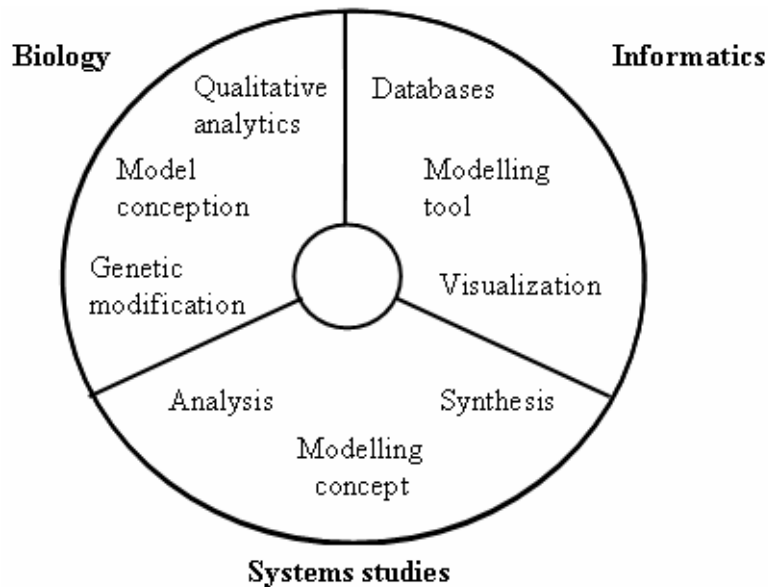 Biology
Informatics
Qualitative
analytics
Databases
Model
conception
Modelling
tool
Genetic
modification
Visualization
Analysis
Synthesis
Modelling
concept
Systems studies